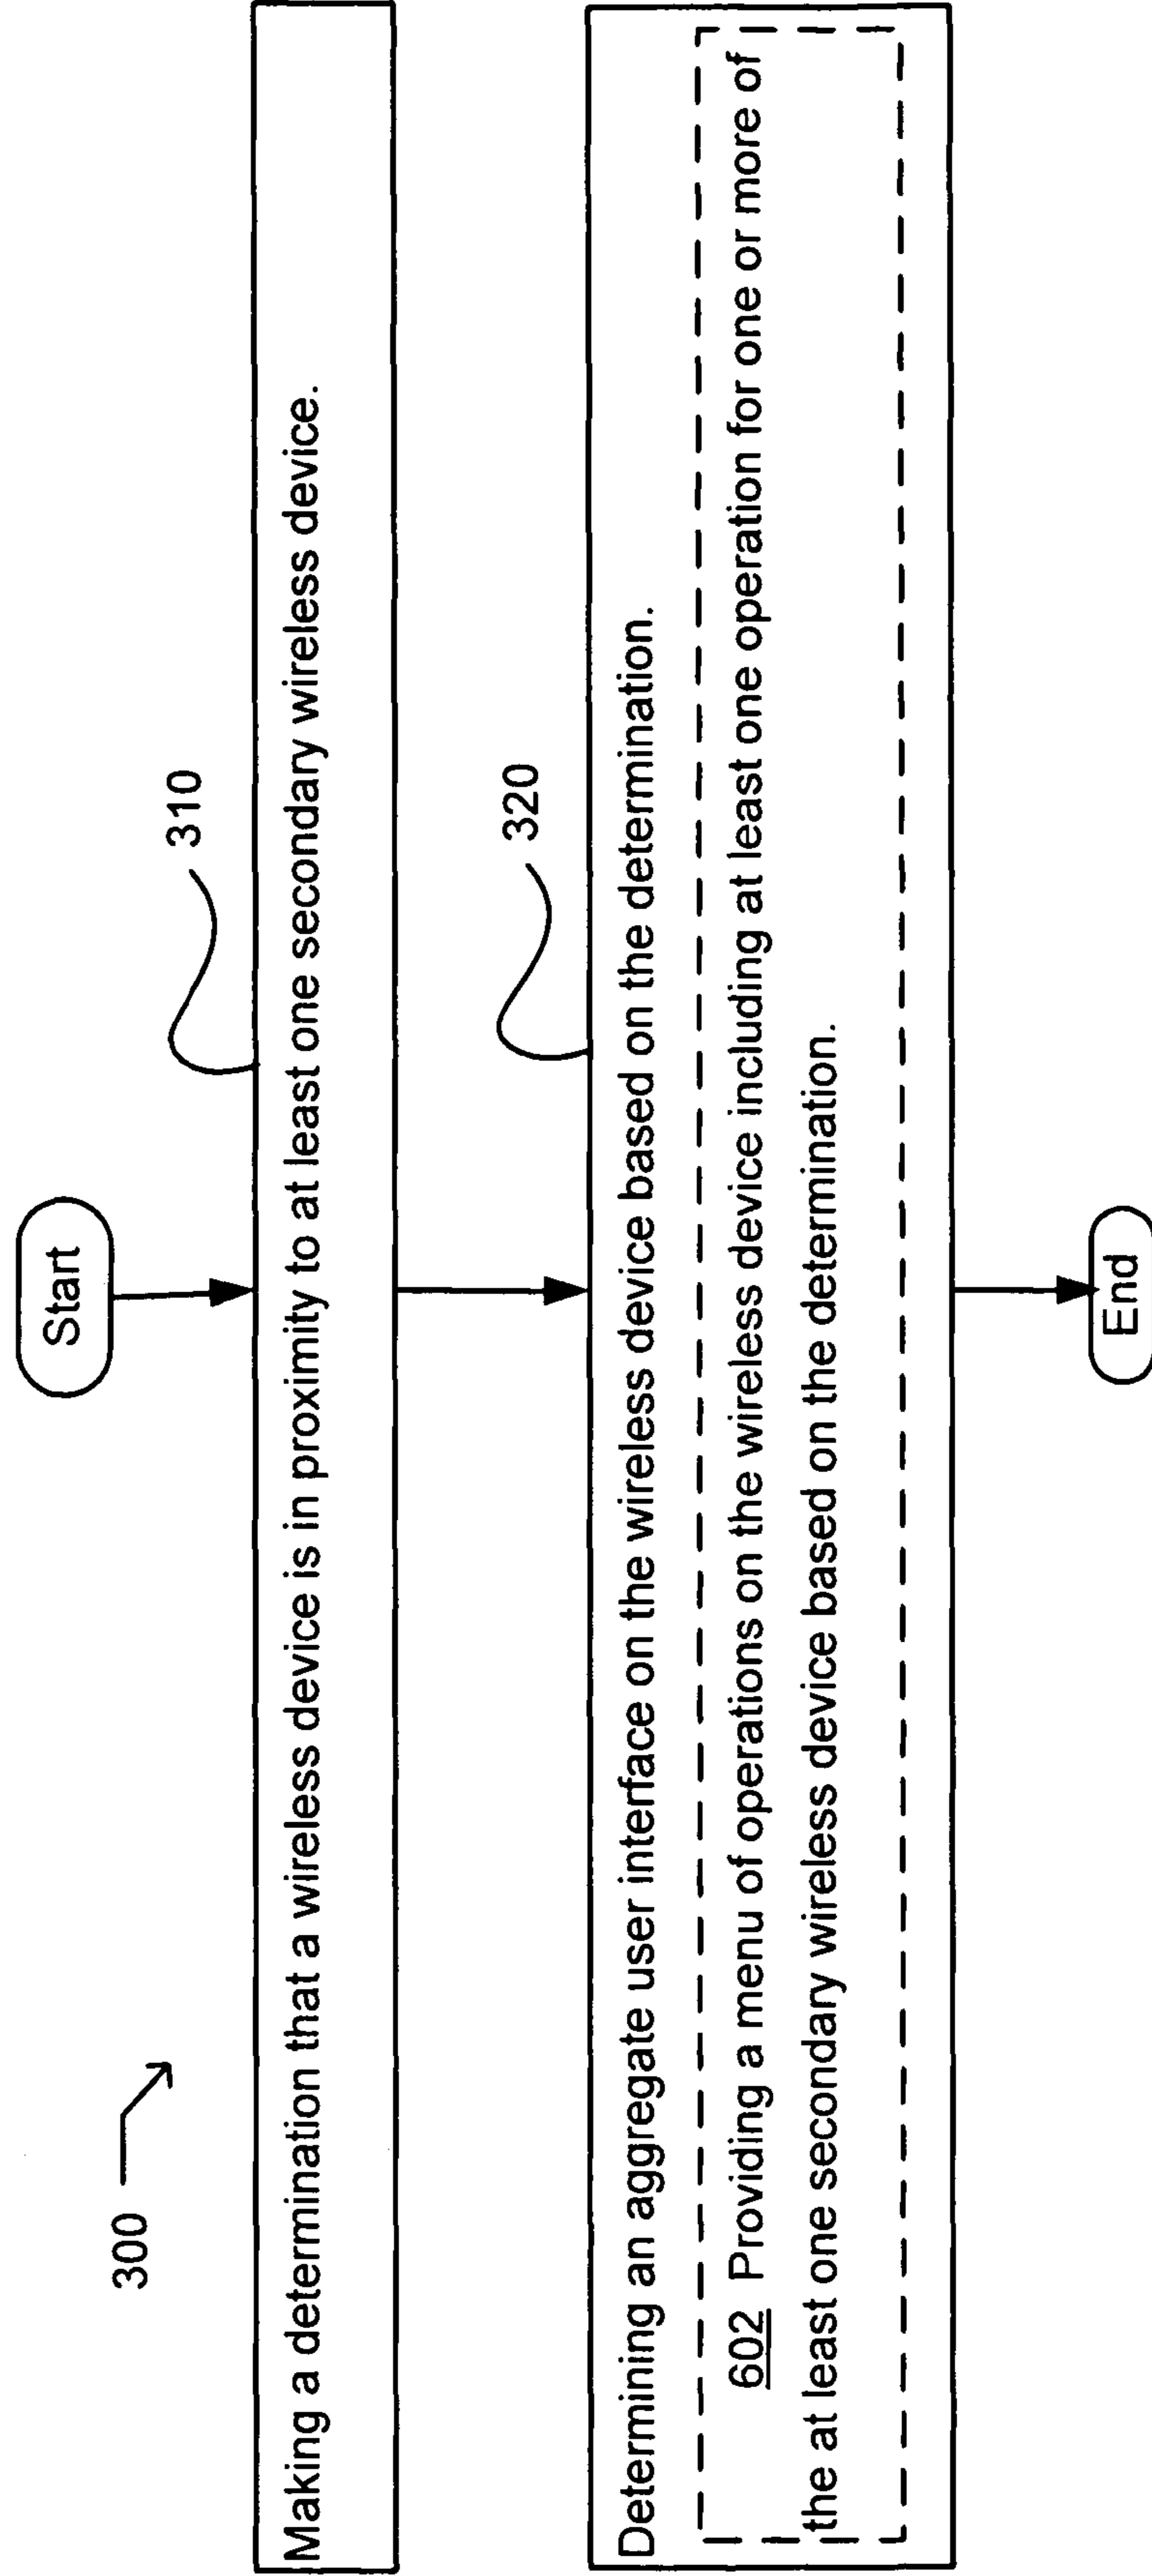 300
Start
310
Making a determination that a wireless device is in proximity to at least one secondary wireless device.
320
Determining an aggregate user interface on the wireless device based on the determination.
602 Providing a menu of operations on the wireless device including at least one operation for one or more of
the at least one secondary wireless device based on the determination.
End